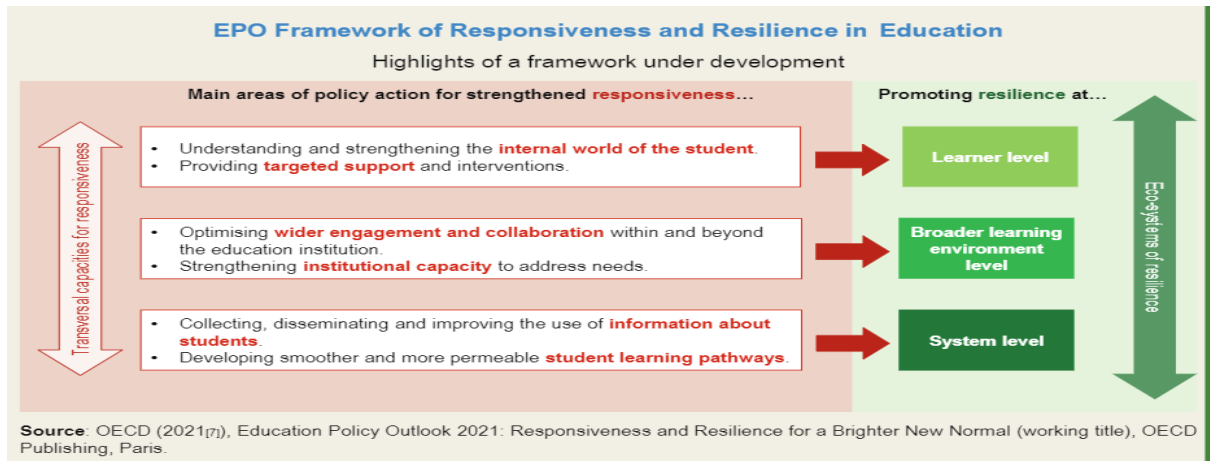 EPO Framework of Responsiveness and Resilience in Education
Highlights of a framework under development
Main areas of policy action for strengthened responsiveness…
Promoting resilience at…
Transversal capacities for responsiveness
• Understanding and strengthening the internal world of the student.
• Providing targeted support and interventions.
Learner level
• Optimising wider engagement and collaboration within and beyond
the education institution.
• Strengthening institutional capacity to address needs.
Broader learning
environment
level
• Collecting, disseminating and improving the use of information about
students.
• Developing smoother and more permeable student learning pathways.
System level
Eco-systems of resilience
Source: OECD (2021[7]), Education Policy Outlook 2021: Responsiveness and Resilience for a Brighter New Normal (working title), OECD
Publishing, Paris.